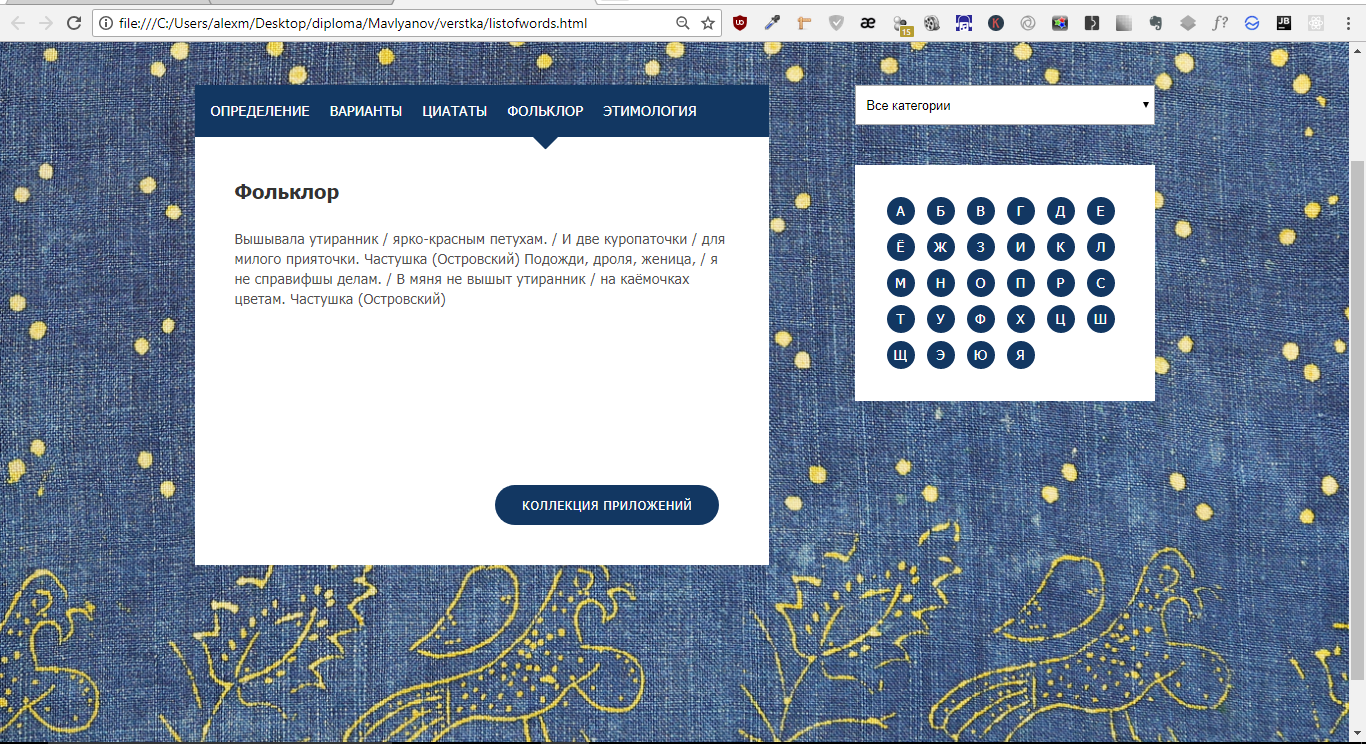 file:///C:/Users/alexm/Desktop/diploma/Mavlyanov/verstka/listofwords.html
15
ОПРЕДЕЛЕНИЕ ВАРИАНТЫ ЦИАТАТЫ ФОЛЬКЛОР ЭТИМОЛОГИЯ
Фольклор
Вышывала утиранник / ярко-красным петухам. / И две куропаточки / для
милого прияточки. Частушка (Островский) Подожди, дроля, женица, / я
не справифшы делам. / В мяня не вышыт утиранник / на каёмочках
цветам. Частушка (Островский)
КОЛЛЕКЦИЯ ПРИЛОЖЕНИЙ
Все категории
А Б В Г Д Е
Ё Ж З И К Л
М Н О П Р С
Т У Ф Х Ц Ш
Щ Э Ю Я